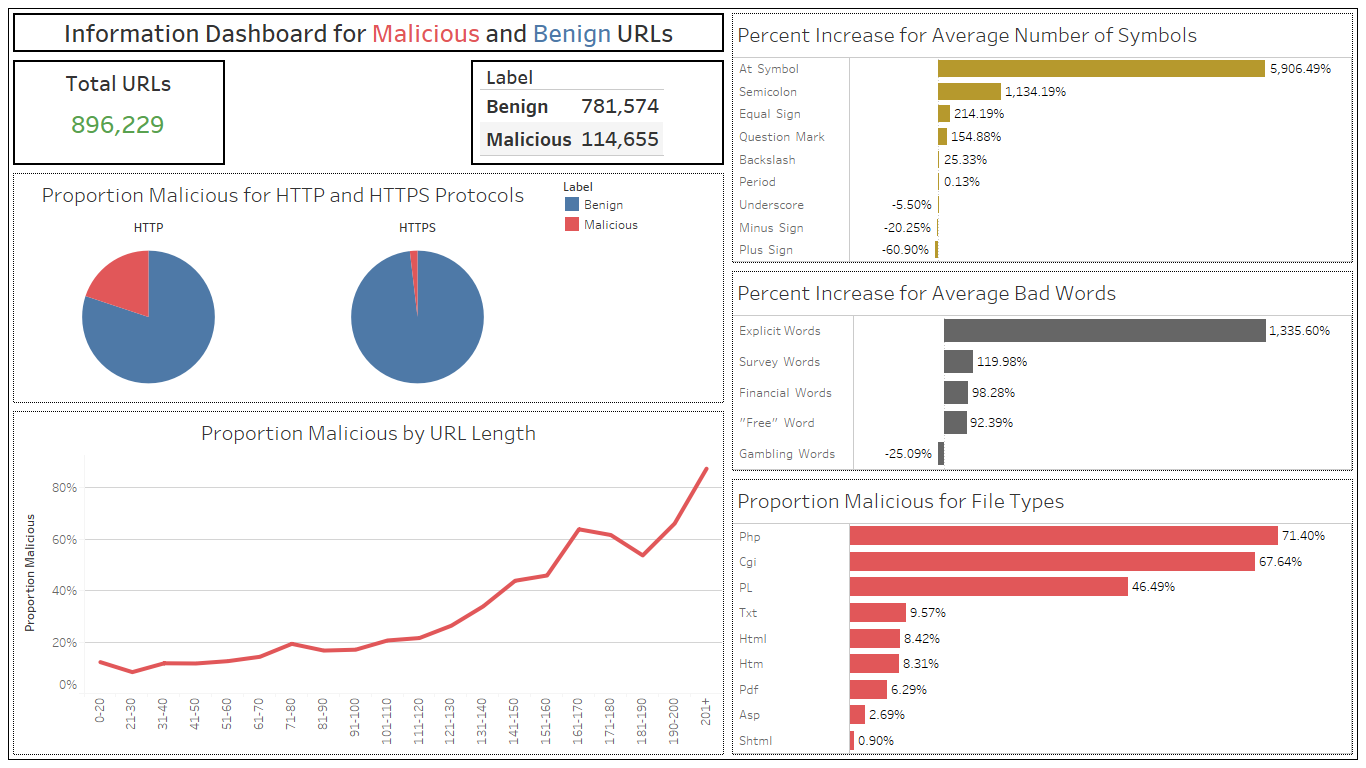 Information Dashboard for Malicious and Benign URLs
Total URLs
896,229
Label
Benign 781,574
Malicious 114,655
Proportion Malicious for HTTP and HTTPS Protocols
HTTP
HTTPS
Label
Benign
Malicious
Proportion Malicious by URL Length
Proportion Malicious
80%
60%
40%
20%
0%
0-20
21-30
31-40
41-50
51-60
61-70
71-80
81-90
91-100
101-110
111-120
121-130
131-140
141-150
151-160
161-170
171-180
181-190
190-200
201+
Percent Increase for Average Number of Symbols
At Symbol 5,906.49%
Semicolon 1,134.19%
Equal Sign 214.19%
Question Mark 154.88%
Backslash 25.33%
Period 0.13%
Underscore -5.50%
Minus Sign -20.25%
Plus Sign -60.90%
Percent Increase for Average Bad Words
Explicit Words 1,335.60%
Survey Words 119.98%
Financial Words 98.28%
"Free" Word 92.39%
Gambling Words -25.09%
Proportion Malicious for File Types
Php 71.40%
Cgi 67.64%
PL 46.49%
Txt 9.57%
Html 8.42%
Htm 8.31%
Pdf 6.29%
Asp 2.69%
Shtml 0.90%